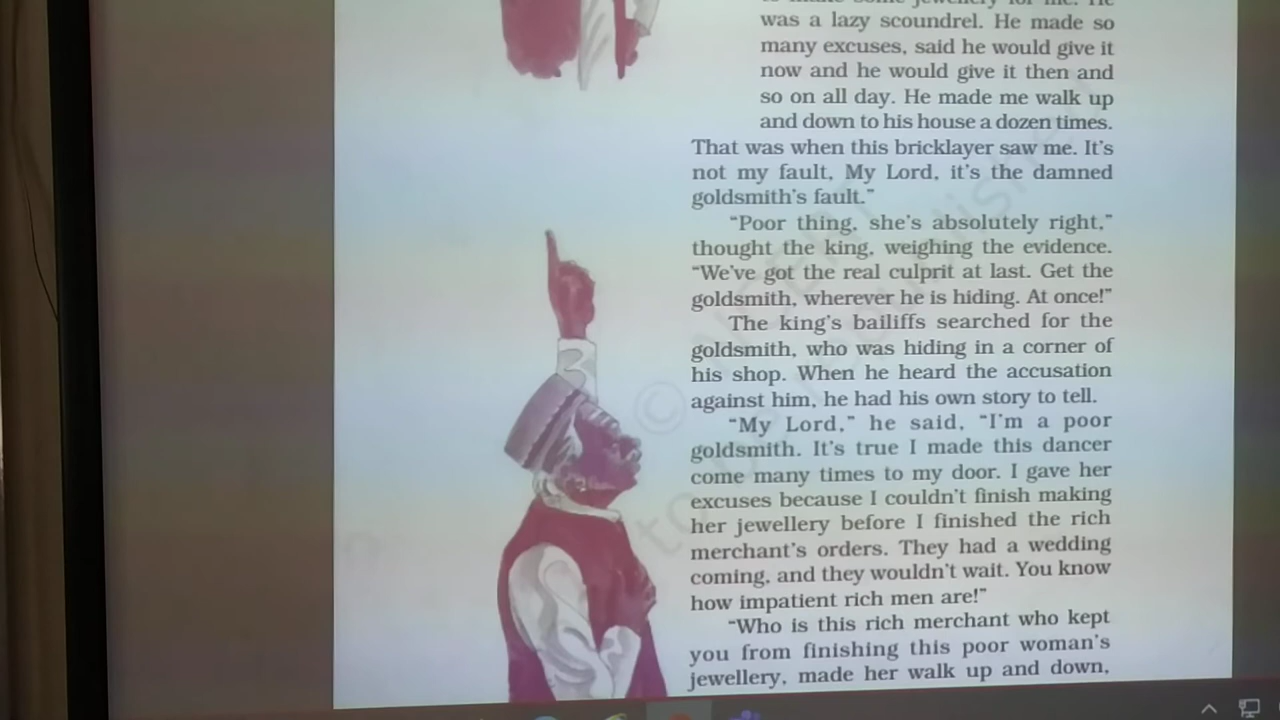 to make some jewellery for me. He
was a lazy scoundrel. He made so
many excuses, said he would give it
now and he would give it then and
so on all day. He made me walk up
and down to his house a dozen times.
That was when this bricklayer saw me. It's
not my fault, My Lord, it's the damned
goldsmith's fault."
"Poor thing, she's absolutely right,"
thought the king, weighing the evidence.
"We've got the real culprit at last. Get the
goldsmith, wherever he is hiding. At once!"
The king's bailiffs searched for the
goldsmith, who was hiding in a corner of
his shop. When he heard the accusation
against him, he had his own story to tell.
"My Lord," he said, "I'm a poor
goldsmith. It's true I made this dancer
come many times to my door. I gave her
excuses because I couldn't finish making
her jewellery before I finished the rich
merchant's orders. They had a wedding
coming, and they wouldn't wait. You know
how impatient rich men are!"
"Who is this rich merchant who kept
you from finishing this poor woman's
jewellery, made her walk up and down,